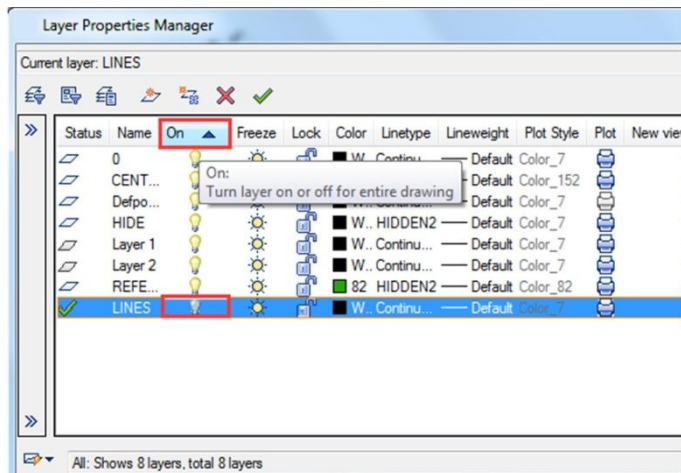 Layer Properties Manager
Current layer: LINES
Status Name On Freeze Lock Color Linetype Lineweight Plot Style Plot New vie
0 W.. Continu... Default Color_7
CENT... Default Color_152
Defpo... W.. Continu... Default Color_7
On:
Turn layer on or off for entire drawing
HIDE W.. HIDDEN2 Default Color_7
Layer 1 W.. Continu... Default Color_7
Layer 2 W.. Continu... Default Color_7
REFE... 82 HIDDEN2 Default Color_82
LINES W.. Continu... Default Color_7
All: Shows 8 layers, total 8 layers